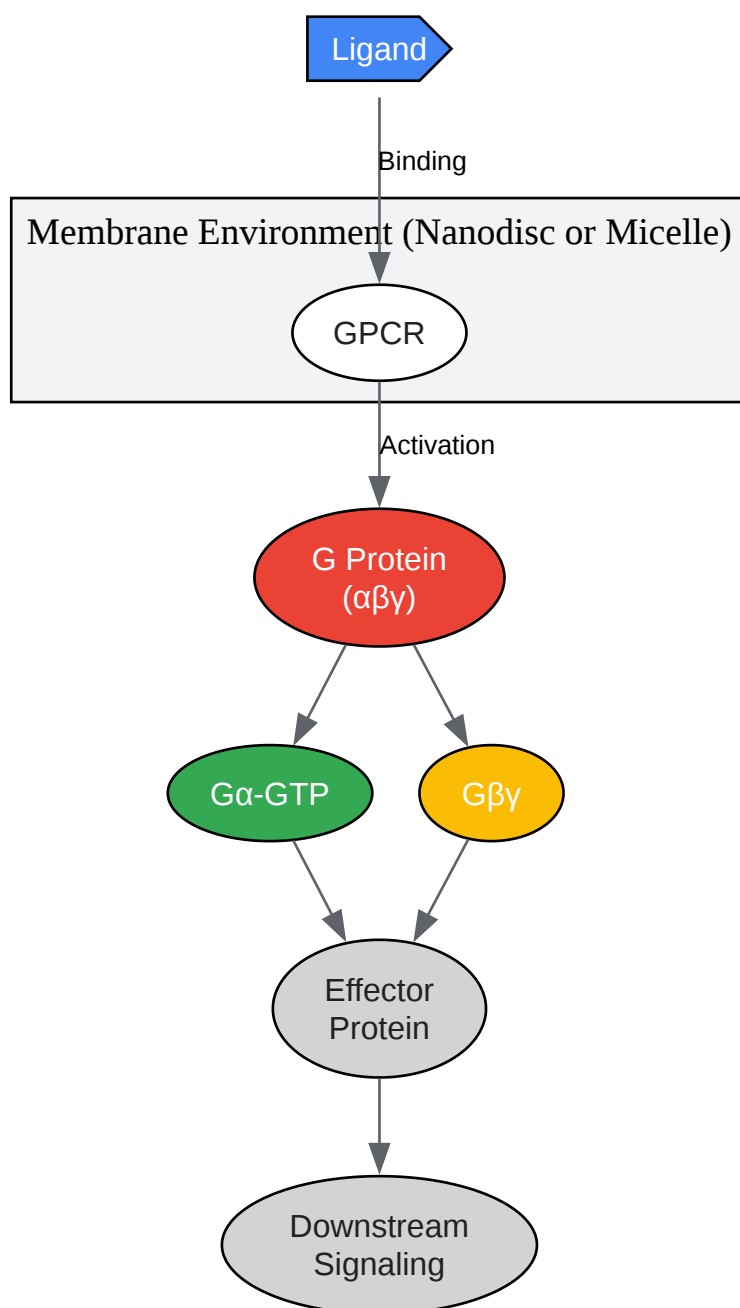 Ligand
Binding
Membrane Environment (Nanodisc or Micelle)
GPCR
Activation
G Protein
(αβγ)
Gα-GTP
Gβγ
Effector
Protein
Downstream
Signaling